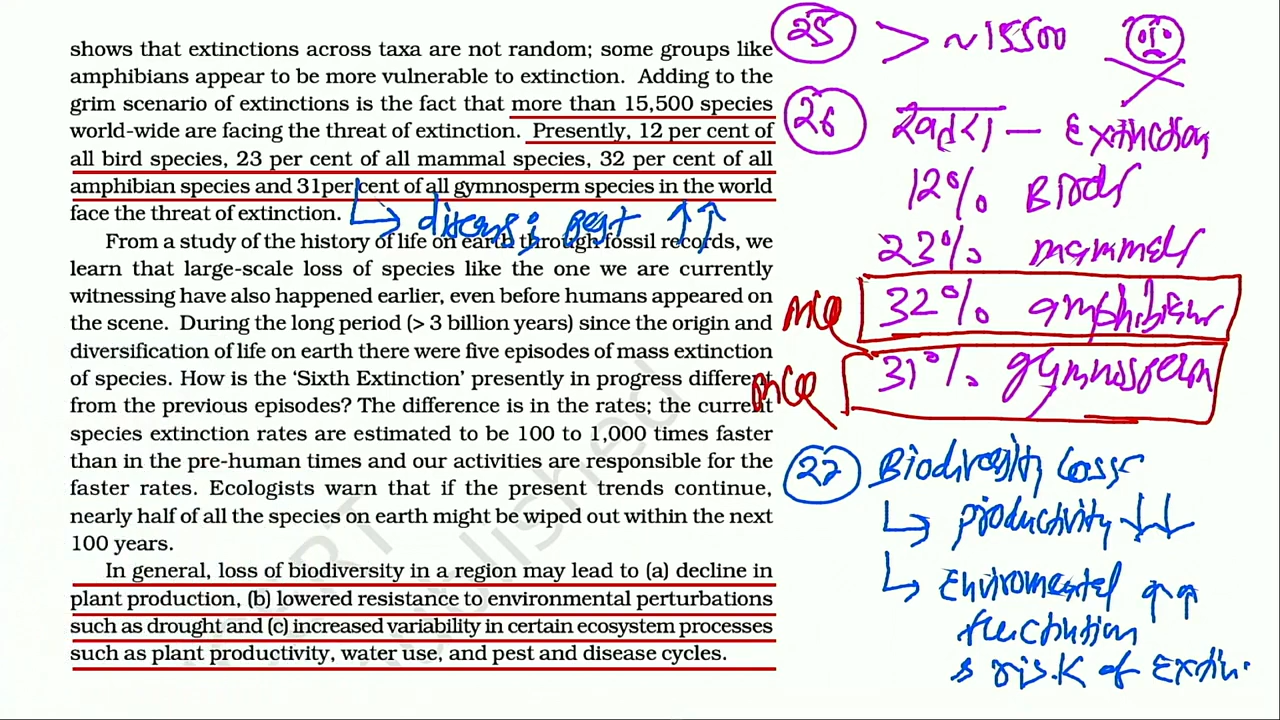 shows that extinctions across taxa are not random; some groups like
amphibians appear to be more vulnerable to extinction. Adding to the
grim scenario of extinctions is the fact that more than 15,500 species
world-wide are facing the threat of extinction. Presently, 12 per cent of
all bird species, 23 per cent of all mammal species, 32 per cent of all
amphibian species and 31per cent of all gymnosperm species in the world
face the threat of extinction.
From a study of the history of life on earth through fossil records, we
learn that large-scale loss of species like the one we are currently
witnessing have also happened earlier, even before humans appeared on
the scene. During the long period (> 3 billion years) since the origin and
diversification of life on earth there were five episodes of mass extinction
of species. How is the ‘Sixth Extinction’ presently in progress different
from the previous episodes? The difference is in the rates; the current
species extinction rates are estimated to be 100 to 1,000 times faster
than in the pre-human times and our activities are responsible for the
faster rates. Ecologists warn that if the present trends continue,
nearly half of all the species on earth might be wiped out within the next
100 years.
In general, loss of biodiversity in a region may lead to (a) decline in
plant production, (b) lowered resistance to environmental perturbations
such as drought and (c) increased variability in certain ecosystem processes
such as plant productivity, water use, and pest and disease cycles.
25 > ~15500
26 — Extinction
12% Birds
23% mammals
MCQ 32% amphibians
MCQ 31% gymnosperm
27 Biodiversity Loss
↳ productivity ↓↓
↳ Enviromental ↑↑
risk of Extin